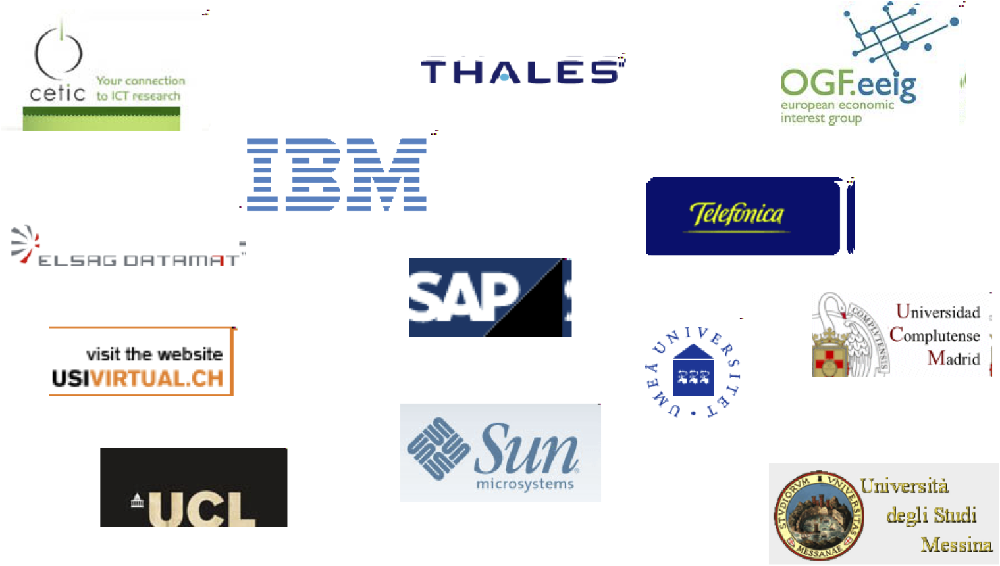 cetic
Your connection
to ICT research
THALES
OGF.eeig
european economic
interest group
IBM
Telefonica
ELSAG DATAMAT
SAP
Universidad
Complutense
Madrid
COMPLVTENSIS
visit the website
USIVIRTUAL.CH
UMEÅ UNIVERSITET
Sun
microsystems
UCL
STVDIORVM VNIVERSITAS
MESSANAE
Università
degli Studi
Messina